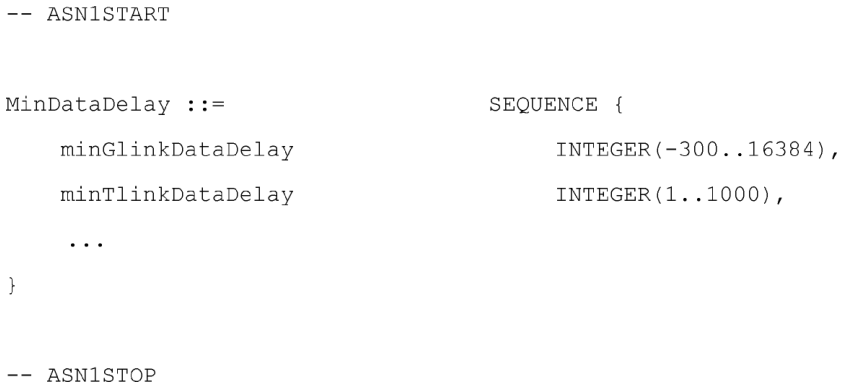 -- ASN1START
MinDataDelay ::= SEQUENCE {
minGlinkDataDelay INTEGER(-300..16384),
minTlinkDataDelay INTEGER(1..1000),
...
}
-- ASN1STOP